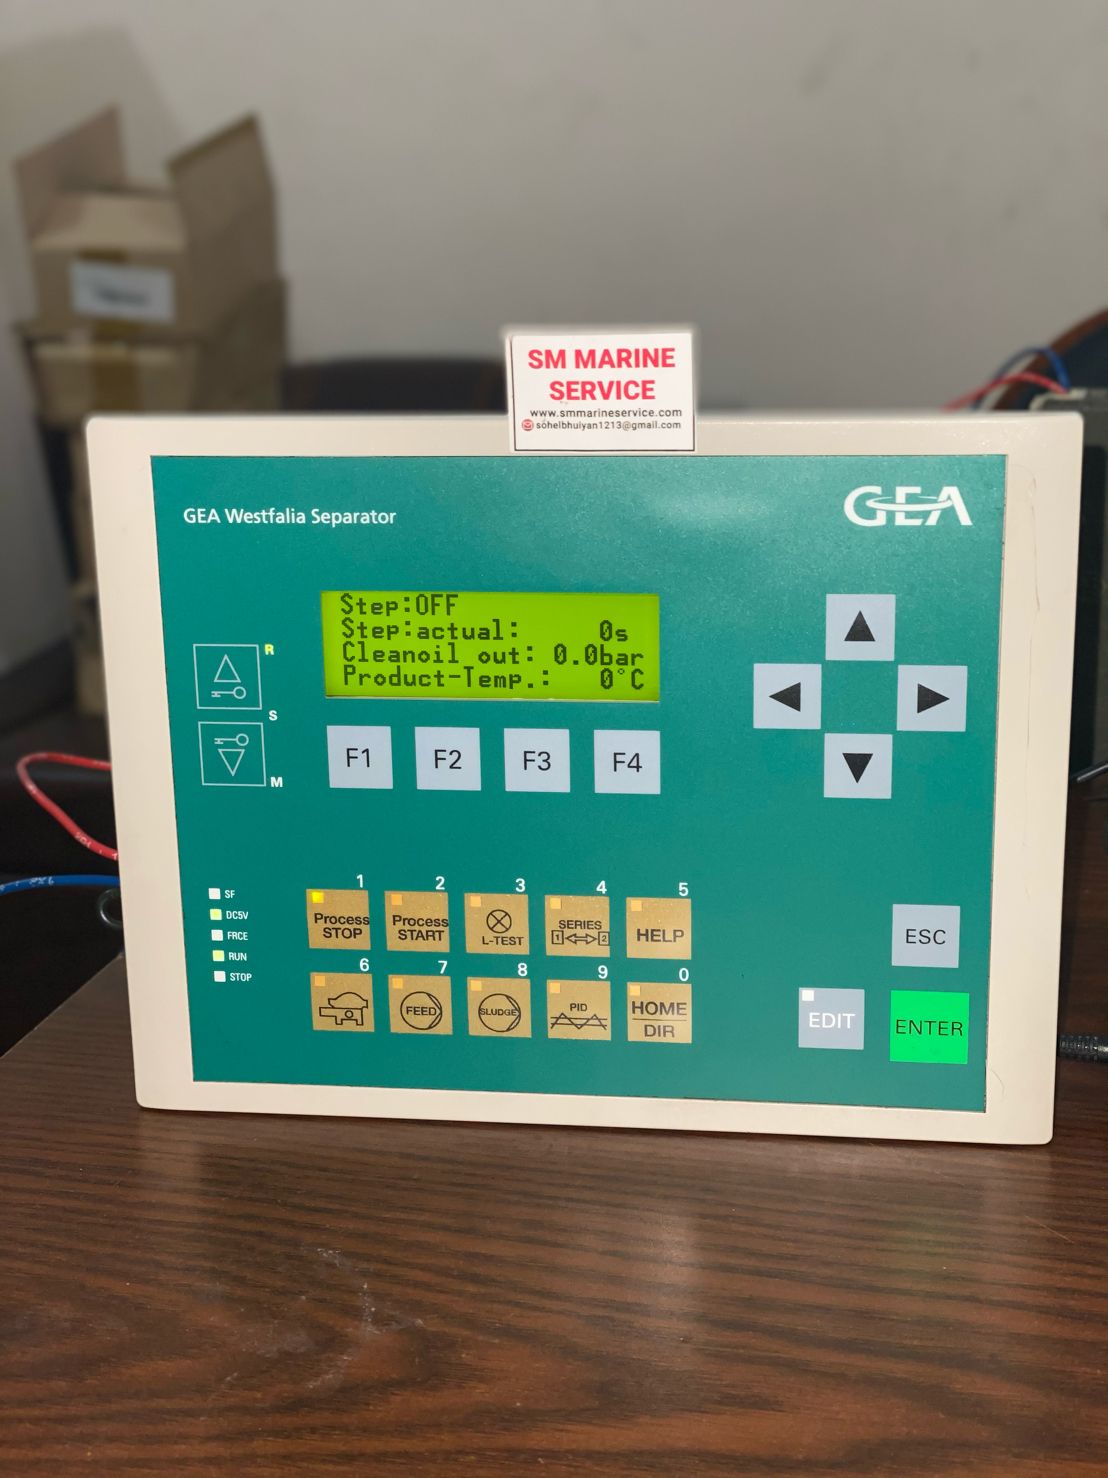 SM MARINE
SERVICE
www.smmarineservice.com
sohelbhuiyan1213@gmail.com
GEA Westfalia Separator
GEA
Step:OFF
Step:actual: 0s
Cleanoil out: 0.0bar
Product-Temp.: 0°C
R
S
M
F1 F2 F3 F4
SF
DC5V
FRCE
RUN
STOP
1 2 3 4 5
Process STOP
Process START
L-TEST
SERIES
1 2
HELP
6 7 8 9 0
FEED
SLUDGE
PID
HOME
DIR
ESC
EDIT
ENTER